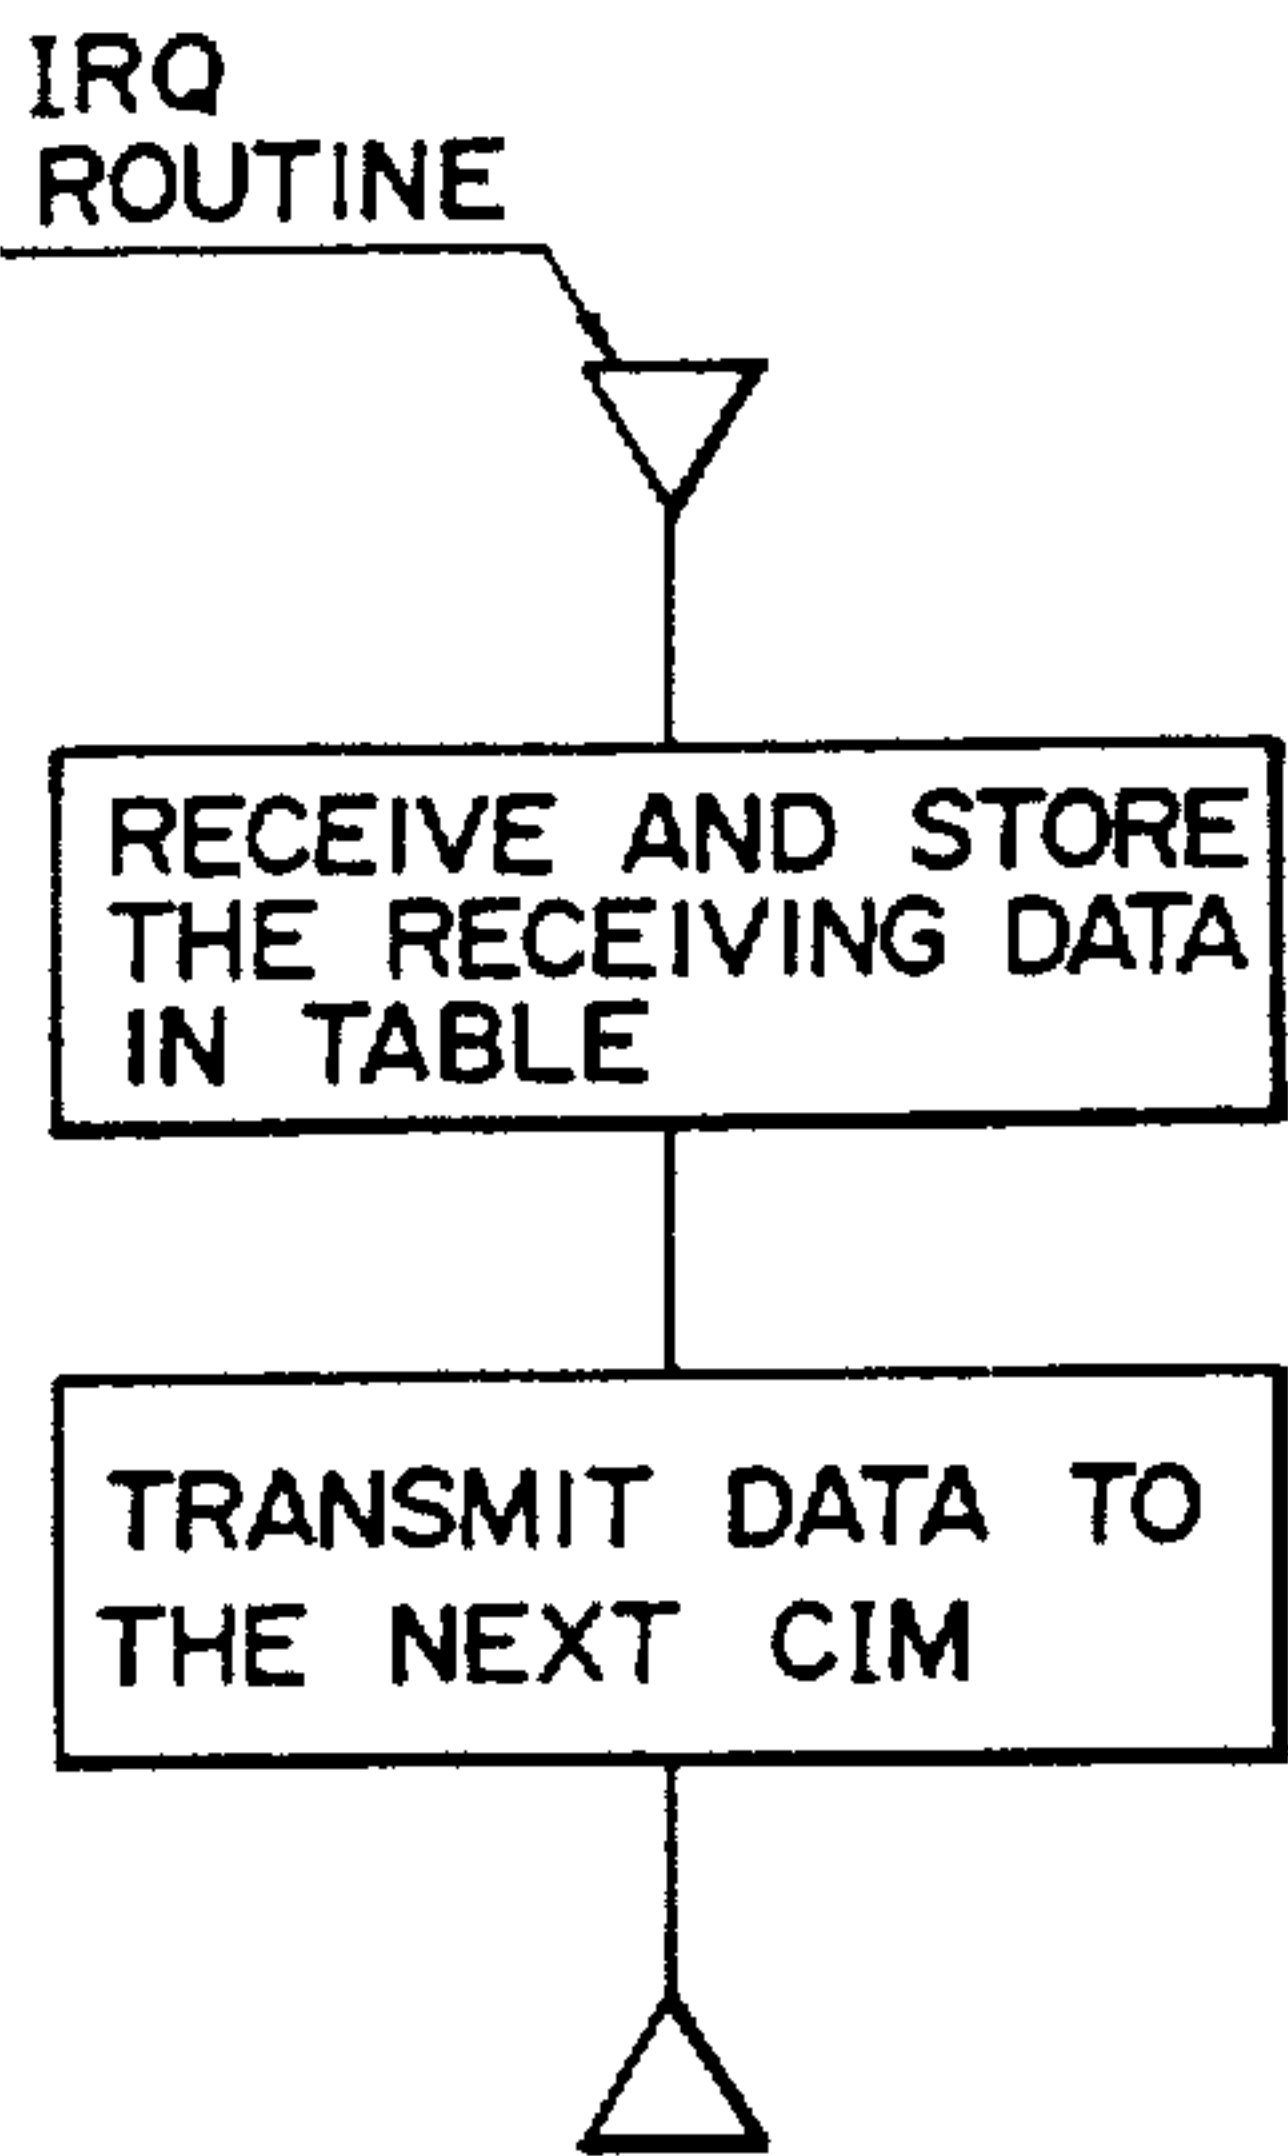 IRQ
ROUTINE
RECEIVE AND STORE
THE RECEIVING DATA
IN TABLE
TRANSMIT DATA TO
THE NEXT CIM